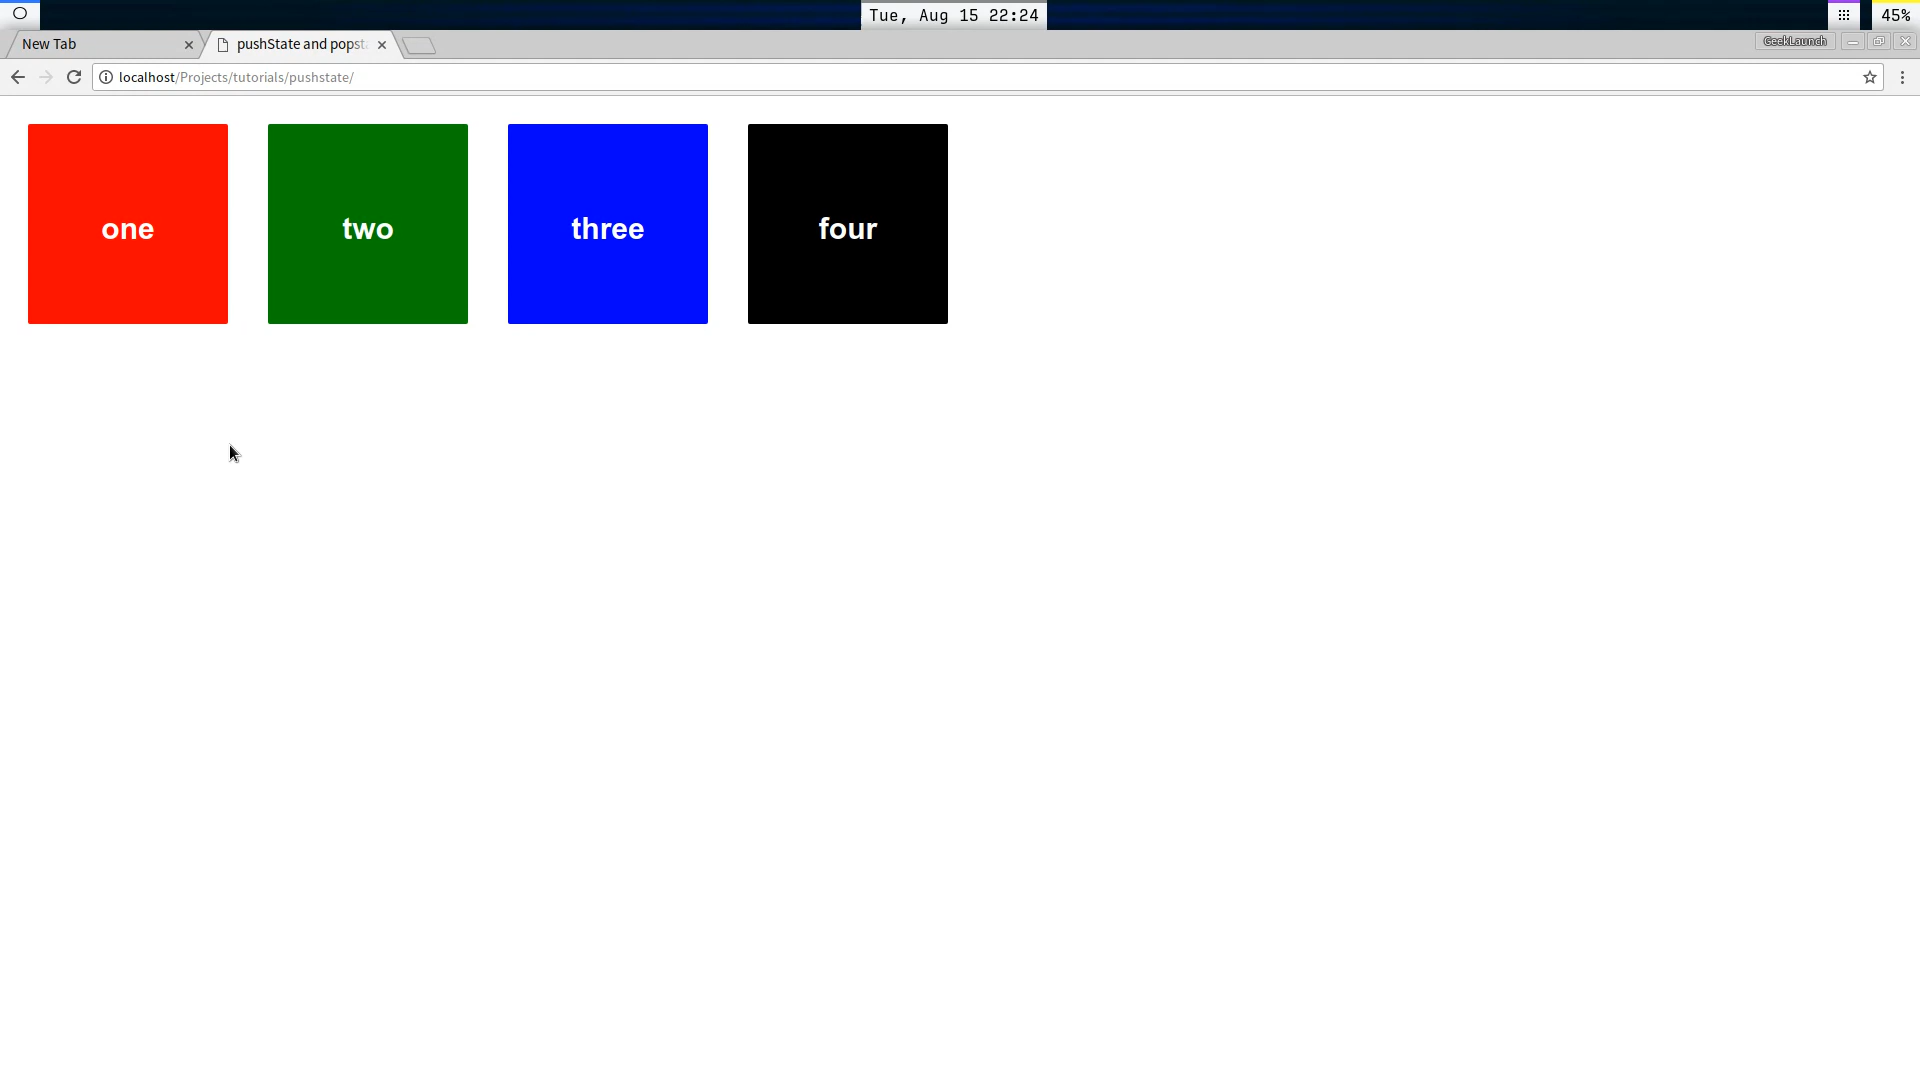 Tue, Aug 15 22:24
45%
New Tab
pushState and popsta
GeekLaunch
localhost/Projects/tutorials/pushstate/
one
two
three
four